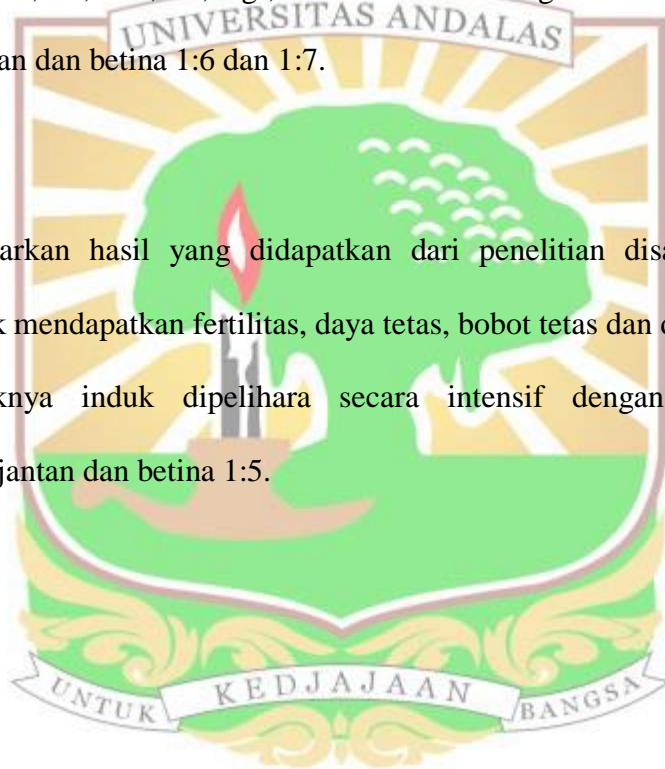 UNIVERSITAS ANDALAS
an dan betina 1:6 dan 1:7.
arkan hasil yang didapatkan dari penelitian disa
k mendapatkan fertilitas, daya tetas, bobot tetas dan
knya induk dipelihara secara intensif dengan
jantan dan betina 1:5.
UNTUK KEDJAJAAN BANGSA